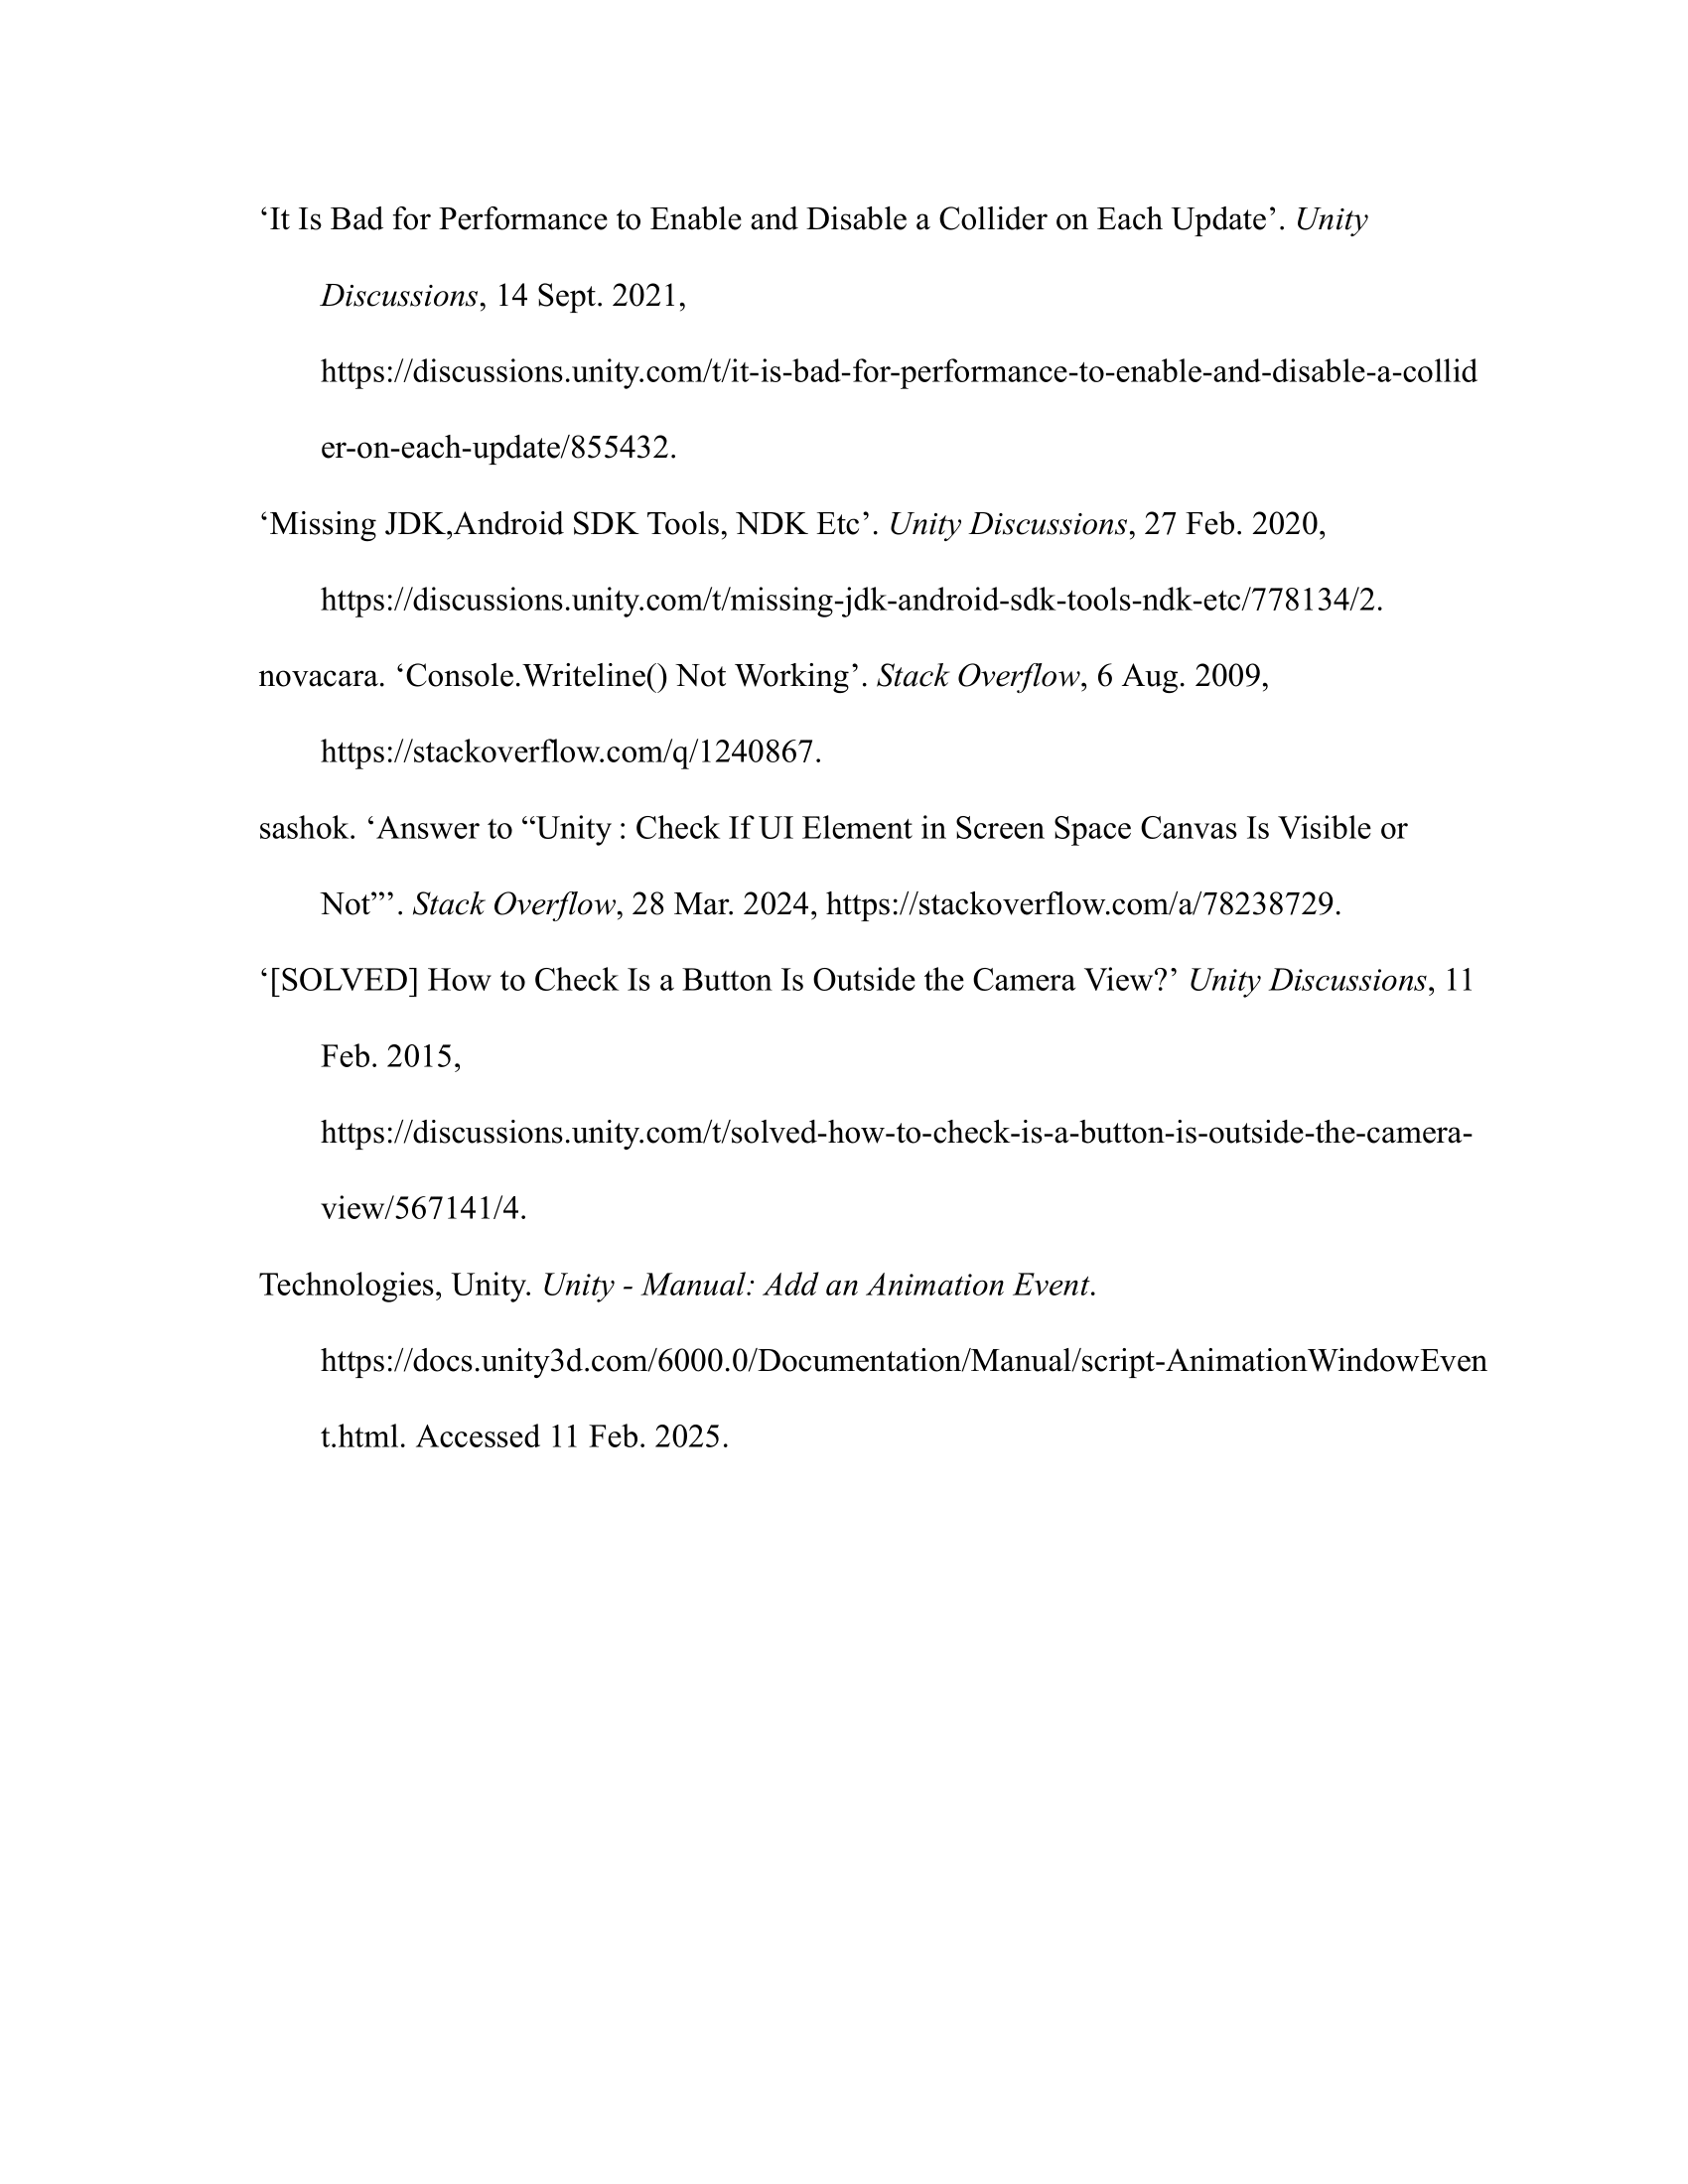 ‘It Is Bad for Performance to Enable and Disable a Collider on Each Update’. Unity
Discussions, 14 Sept. 2021,
https://discussions.unity.com/t/it-is-bad-for-performance-to-enable-and-disable-a-collid
er-on-each-update/855432.
‘Missing JDK,Android SDK Tools, NDK Etc’. Unity Discussions, 27 Feb. 2020,
https://discussions.unity.com/t/missing-jdk-android-sdk-tools-ndk-etc/778134/2.
novacara. ‘Console.Writeline() Not Working’. Stack Overflow, 6 Aug. 2009,
https://stackoverflow.com/q/1240867.
sashok. ‘Answer to “Unity : Check If UI Element in Screen Space Canvas Is Visible or
Not”’. Stack Overflow, 28 Mar. 2024, https://stackoverflow.com/a/78238729.
‘[SOLVED] How to Check Is a Button Is Outside the Camera View?’ Unity Discussions, 11
Feb. 2015,
https://discussions.unity.com/t/solved-how-to-check-is-a-button-is-outside-the-camera-
view/567141/4.
Technologies, Unity. Unity - Manual: Add an Animation Event.
https://docs.unity3d.com/6000.0/Documentation/Manual/script-AnimationWindowEven
t.html. Accessed 11 Feb. 2025.